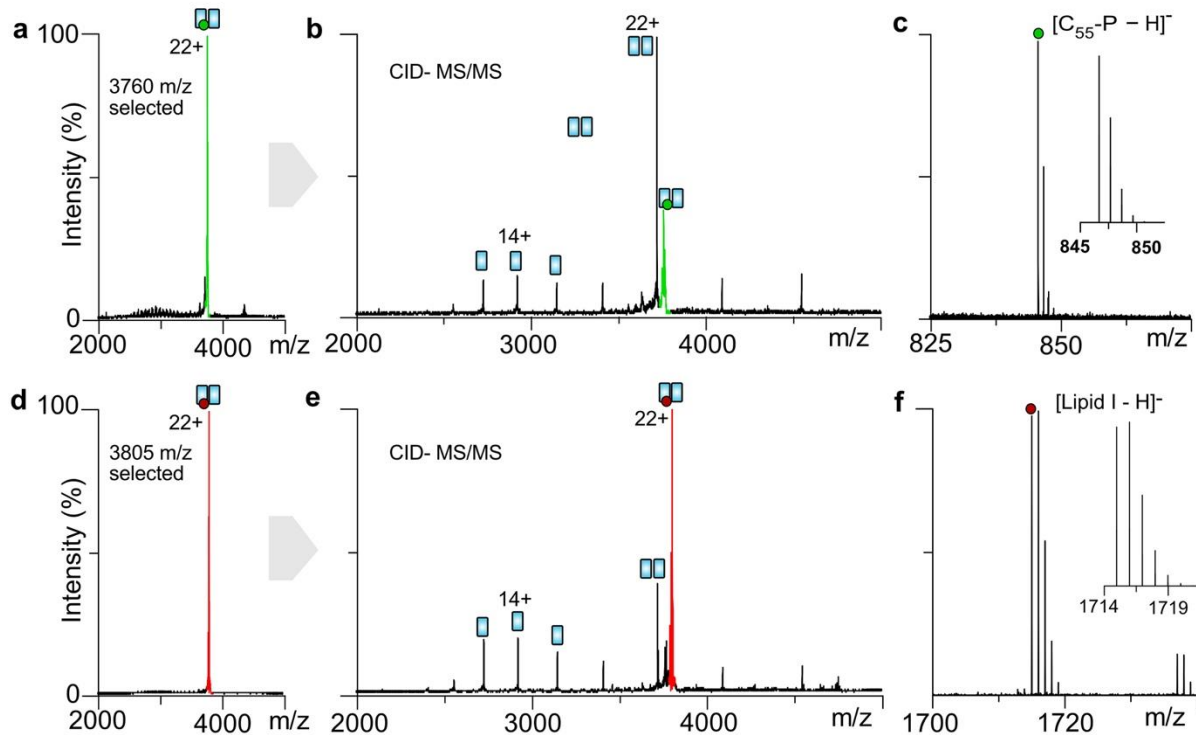 a
100
22+
3760 m/z
selected
Intensity (%)
0
2000
4000
m/z
b
22+
CID- MS/MS
14+
2000
3000
4000
m/z
c
[C55-P – H]-
845
850
825
850
m/z
d
100
22+
3805 m/z
selected
Intensity (%)
0
2000
4000
m/z
e
22+
CID- MS/MS
14+
2000
3000
4000
m/z
f
[Lipid I - H]-
1714
1719
1700
1720
m/z